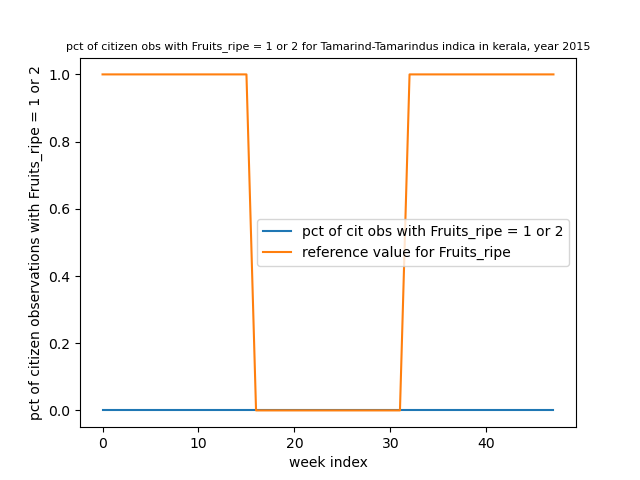 pct of citizen obs with Fruits_ripe = 1 or 2 for Tamarind-Tamarindus indica in kerala, year 2015
pct of citizen observations with Fruits_ripe = 1 or 2
1.0
0.8
0.6
0.4
0.2
0.0
pct of cit obs with Fruits_ripe = 1 or 2
reference value for Fruits_ripe
0
10
20
30
40
week index